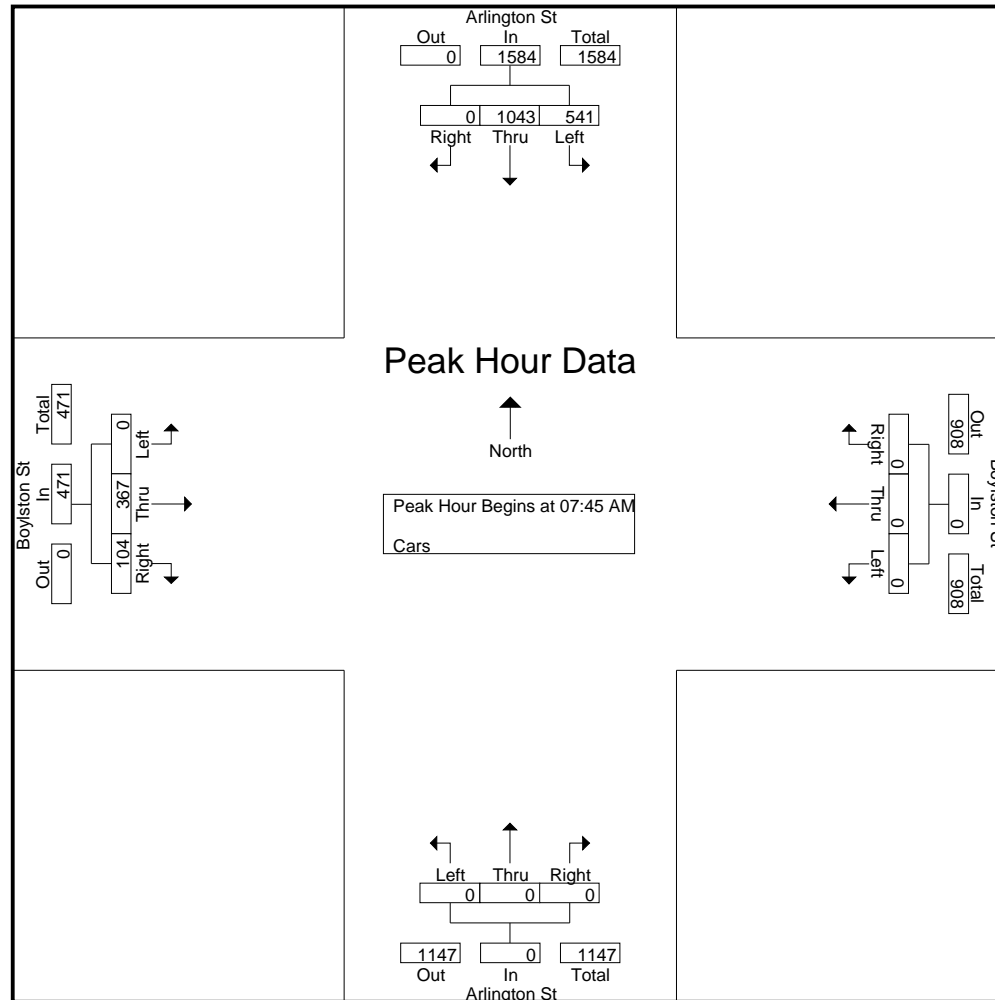 Arlington St
Out In Total
0 1584 1584
0 1043 541
Right Thru Left
Peak Hour Data
North
Peak Hour Begins at 07:45 AM
Cars
Boylston St
Out In Total
0 471 471
Right Thru Left
104 367 0
Boylston St
Out In Total
908 0 908
Right Thru Left
0 0 0
Left Thru Right
0 0 0
1147 0 1147
Out In Total
Arlington St